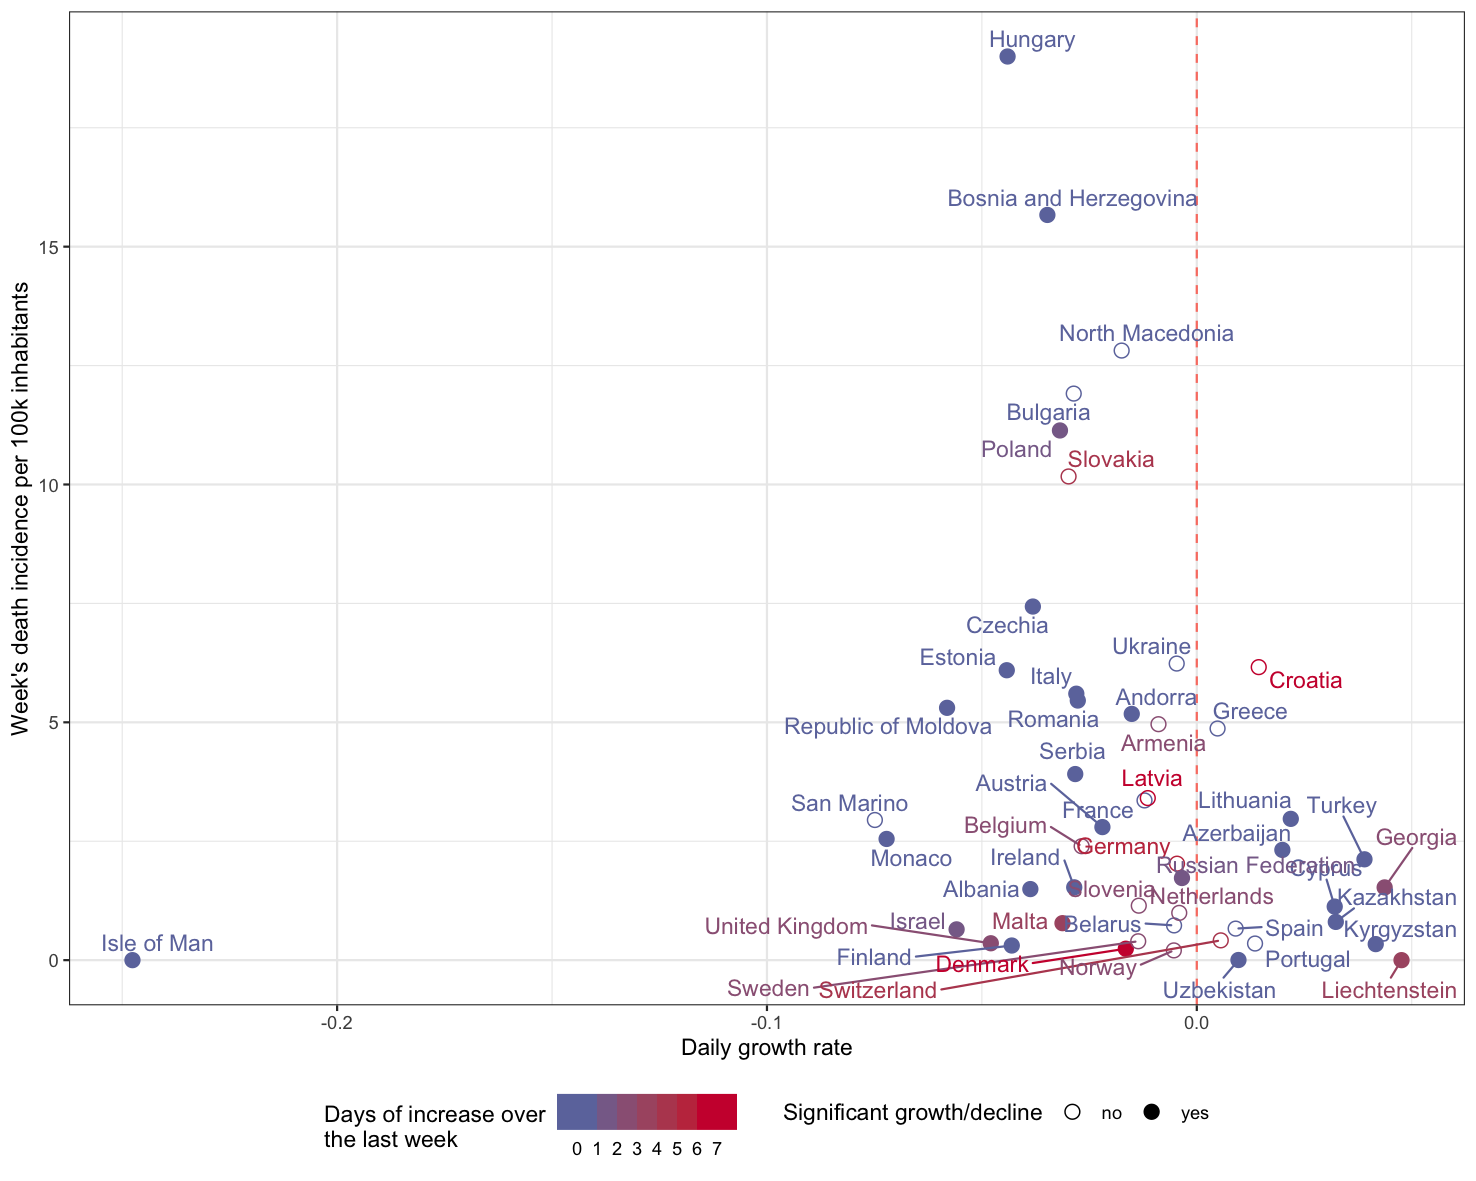 Hungary
Bosnia and Herzegovina
15
North Macedonia
Bulgaria
Poland
Slovakia
10
Week's death incidence per 100k inhabitants
Czechia
Ukraine
Estonia
Italy
Croatia
Andorra
Republic of Moldova
Romania
Greece
5
Armenia
Serbia
Latvia
Austria
San Marino
France
Lithuania
Turkey
Belgium
Germany
Azerbaijan
Georgia
Monaco
Ireland
Russian Federation
Cyprus
Albania
Slovenia
Netherlands
Kazakhstan
United Kingdom
Israel
Malta
Belarus
Spain
Kyrgyzstan
Isle of Man
Finland
Denmark
Norway
Portugal
0
Sweden
Switzerland
Uzbekistan
Liechtenstein
-0.2
-0.1
0.0
Daily growth rate
Days of increase over
the last week
0 1 2 3 4 5 6 7
Significant growth/decline
no
yes